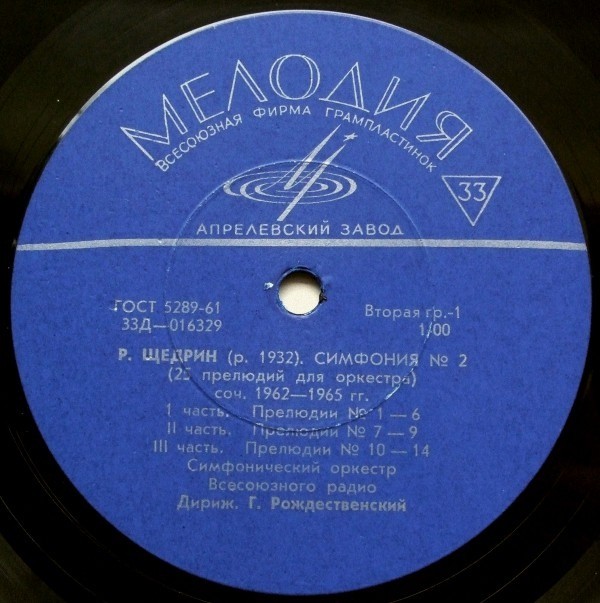 МЕЛОДИЯ
ВСЕСОЮЗНАЯ ФИРМА ГРАМПЛАСТИНОК
33
АПРЕЛЕВСКИЙ ЗАВОД
ГОСТ 5289-61 Вторая гр.-1
33Д—016329 1/00
Р. ЩЕДРИН (р. 1932). СИМФОНИЯ № 2
(25 прелюдий для оркестра)
соч. 1962—1965 гг.
I часть. Прелюдии № 1 — 6
II часть. Прелюдии № 7 — 9
III часть. Прелюдии № 10 — 14
Симфонический оркестр
Всесоюзного радио
Дириж. Г. Рождественский